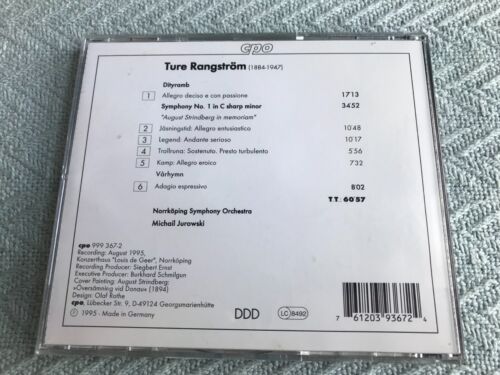 cpo
Ture Rangström (1884-1947)
Dityramb
1 Allegro deciso e con passione 17'13
Symphony No. 1 in C sharp minor 34'52
"August Strindberg in memoriam"
2 Jäsningstid: Allegro entusiastico 10'48
3 Legend: Andante serioso 10'17
4 Trollruna: Sostenuto. Presto turbulento 5'56
5 Kamp: Allegro eroico 7'32
Vårhymn
6 Adagio espressivo 8'02
T.T.: 60'57
Norrköping Symphony Orchestra
Michail Jurowski
cpo 999 367-2
Recording: August 1995,
Konzerthaus "Louis de Geer", Norrköping
Recording Producer: Siegbert Ernst
Executive Producer: Burkhard Schmilgun
Cover Painting: August Strindberg:
»Översämning vid Donau« (1894)
Design: Olaf Rothe
cpo, Lübecker Str. 9, D-49124 Georgsmarienhütte
Ⓟ 1995 · Made in Germany
DDD
LC 8492
7 61203 93672 4